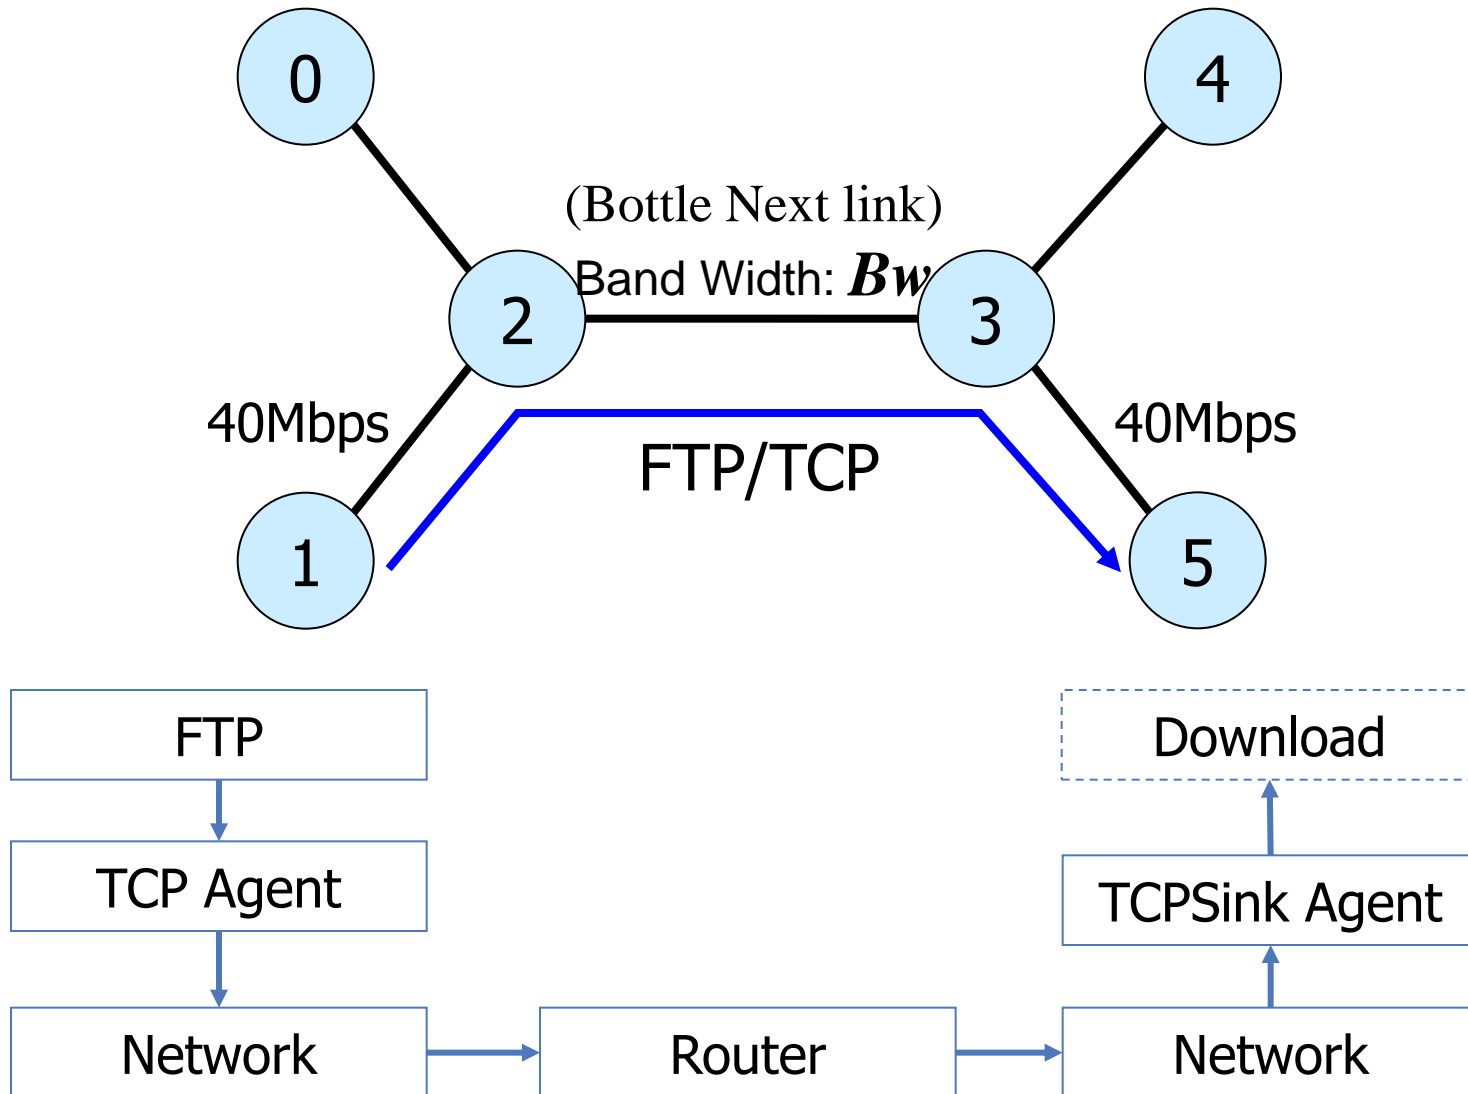 0
4
(Bottle Next link)
Band Width: Bw
2
3
40Mbps
40Mbps
FTP/TCP
1
5
FTP
Download
TCP Agent
TCPSink Agent
Network
Router
Network